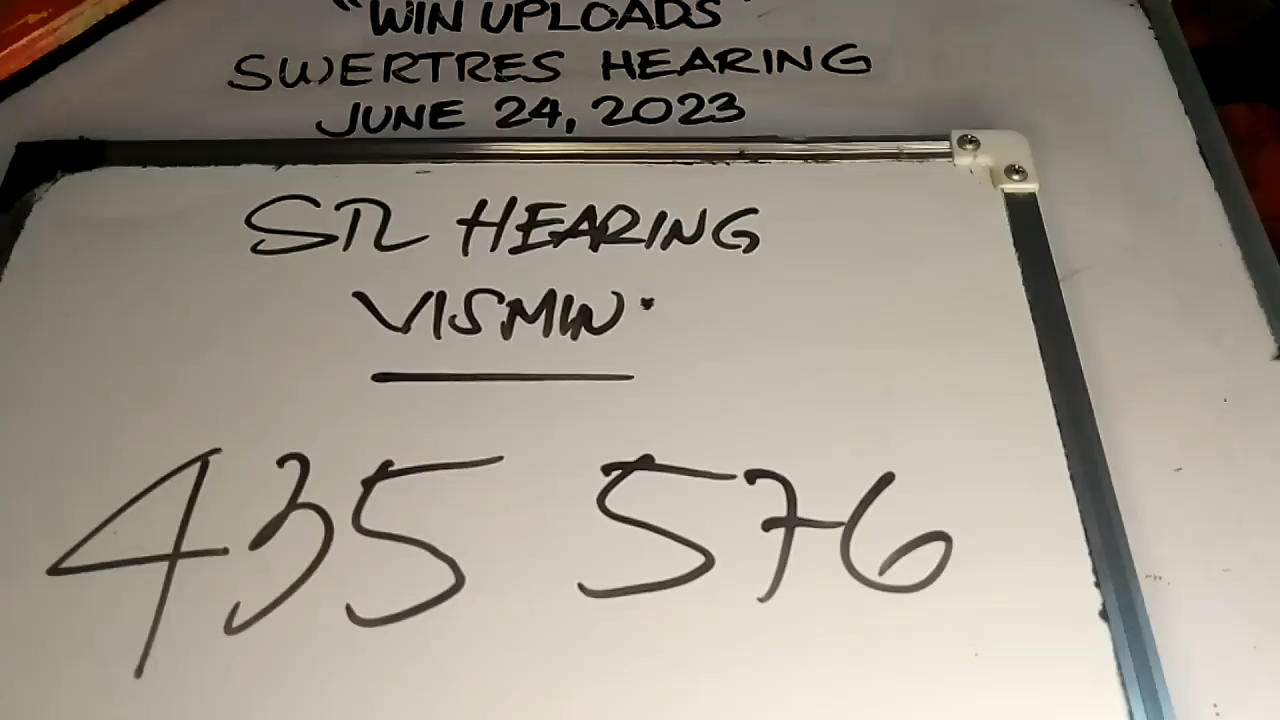 "WIN UPLOADS"
SWERTRES HEARING
JUNE 24, 2023
STL HEARING
VISMIN.
435 576